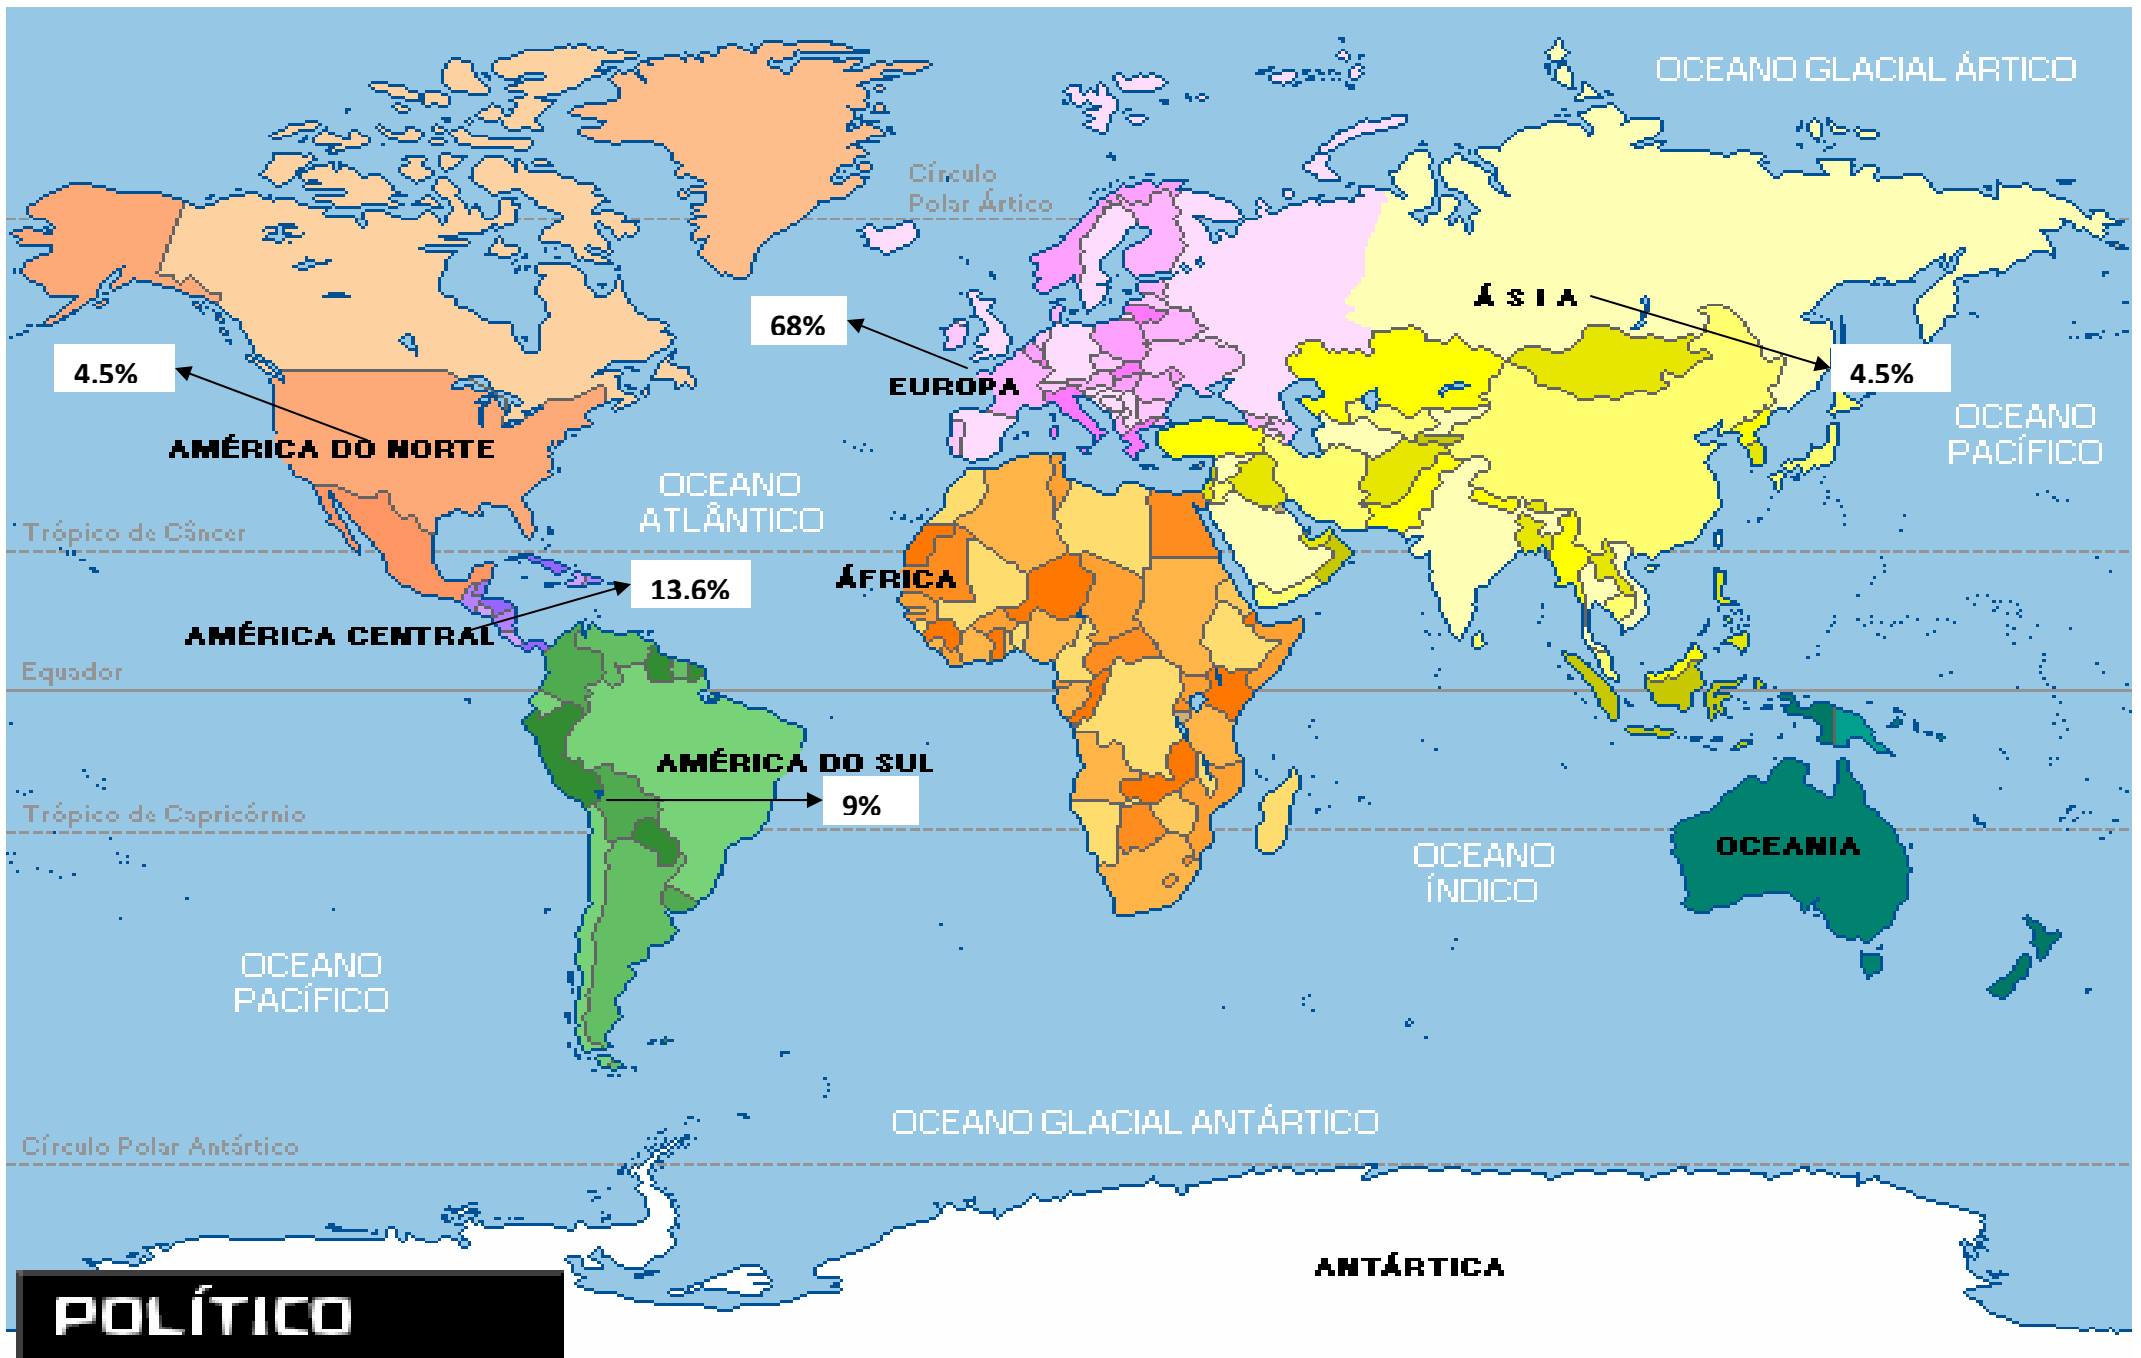 OCEANO GLACIAL ÁRTICO
Círculo
Polar Ártico
Á S I A
68%
4.5%
4.5%
EUROPA
OCEANO
PACÍFICO
AMÉRICA DO NORTE
OCEANO
ATLÂNTICO
Trópico de Câncer
ÁFRICA
13.6%
AMÉRICA CENTRAL
Equador
AMÉRICA DO SUL
9%
Trópico de Capricórnio
OCEANIA
OCEANO
ÍNDICO
OCEANO
PACÍFICO
OCEANO GLACIAL ANTÁRTICO
Círculo Polar Antártico
ANTÁRTICA
POLÍTICO